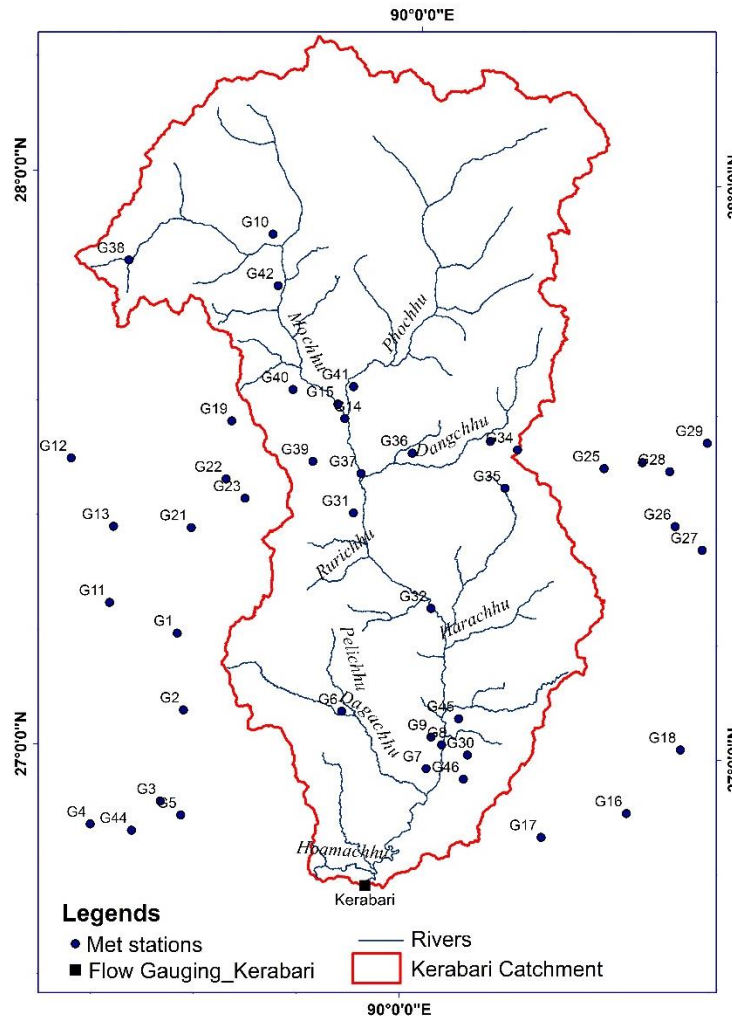 90°0'0"E
28°0'0"N
G10
G38
G42
Mochhu
Phochhu
G41
G40
G15
G14
G19
G29
G12
G36
Dangchhu
G34
G39
G37
G25
G28
G22
G23
G35
G31
G13
G21
G26
G27
Rurichhu
G11
G32
Harachhu
G1
Pelichhu
G2
G6
Dagachhu
G45
G9
G8
G30
G18
27°0'0"N
G7
G46
G3
G5
G4
G44
G16
G17
Hoamachhu
Kerabari
Legends
Met stations
Rivers
Flow Gauging_Kerabari
Kerabari Catchment
90°0'0"E